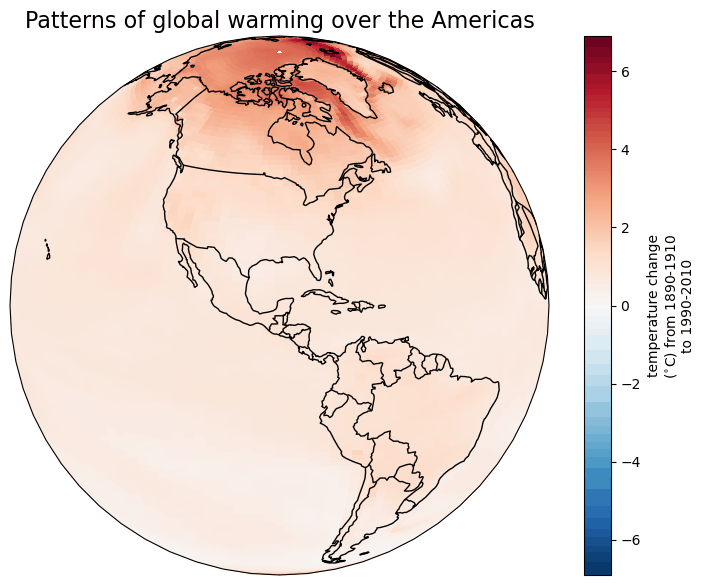 Patterns of global warming over the Americas
6
4
2
0
−2
−4
−6
temperature change
(°C) from 1890-1910
to 1990-2010